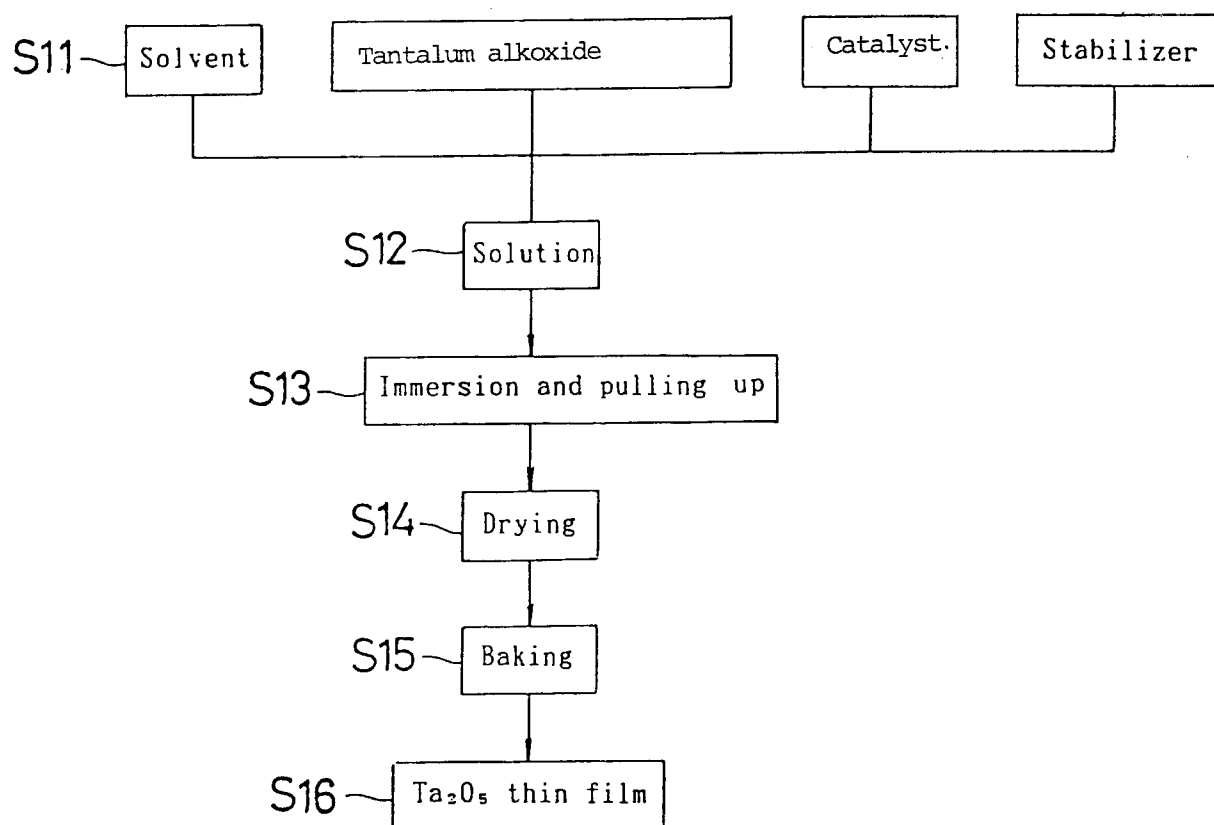 S11 Solvent Tantalum alkoxide Catalyst. Stabilizer
S12 Solution
S13 Immersion and pulling up
S14 Drying
S15 Baking
S16 Ta₂O₅ thin film